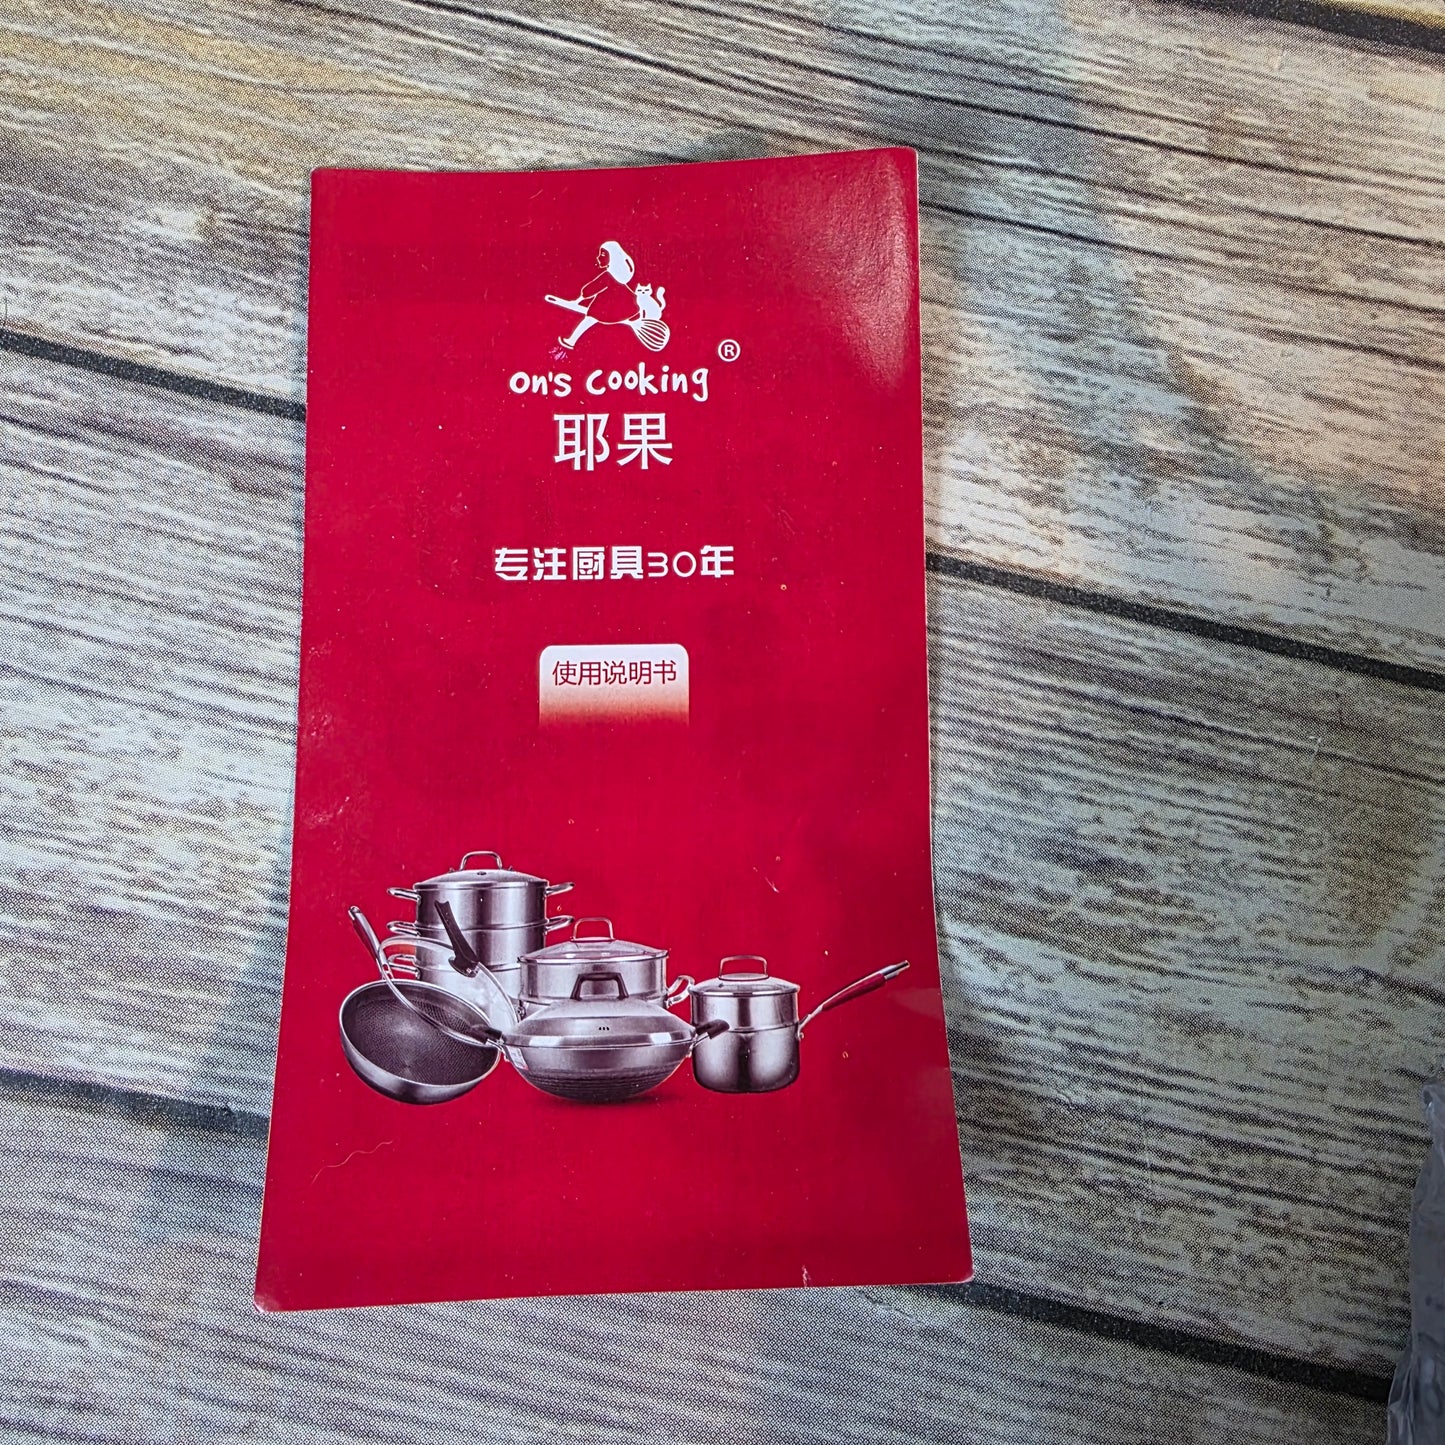 ®
on's cooking
耶果
专注厨具30年
使用说明书